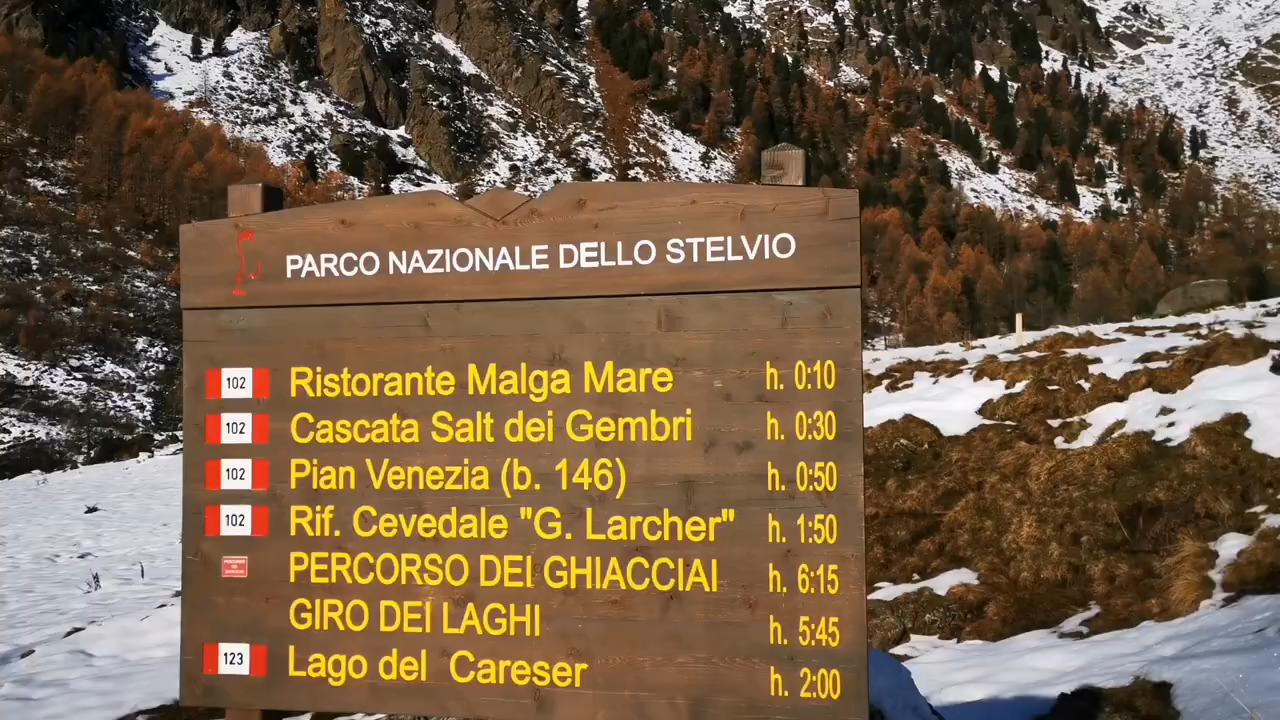 PARCO NAZIONALE DELLO STELVIO
102 Ristorante Malga Mare h. 0:10
102 Cascata Salt dei Gembri h. 0:30
102 Pian Venezia (b. 146) h. 0:50
102 Rif. Cevedale "G. Larcher" h. 1:50
PERCORSO DEI GHIACCIAI h. 6:15
GIRO DEI LAGHI h. 5:45
123 Lago del Careser h. 2:00